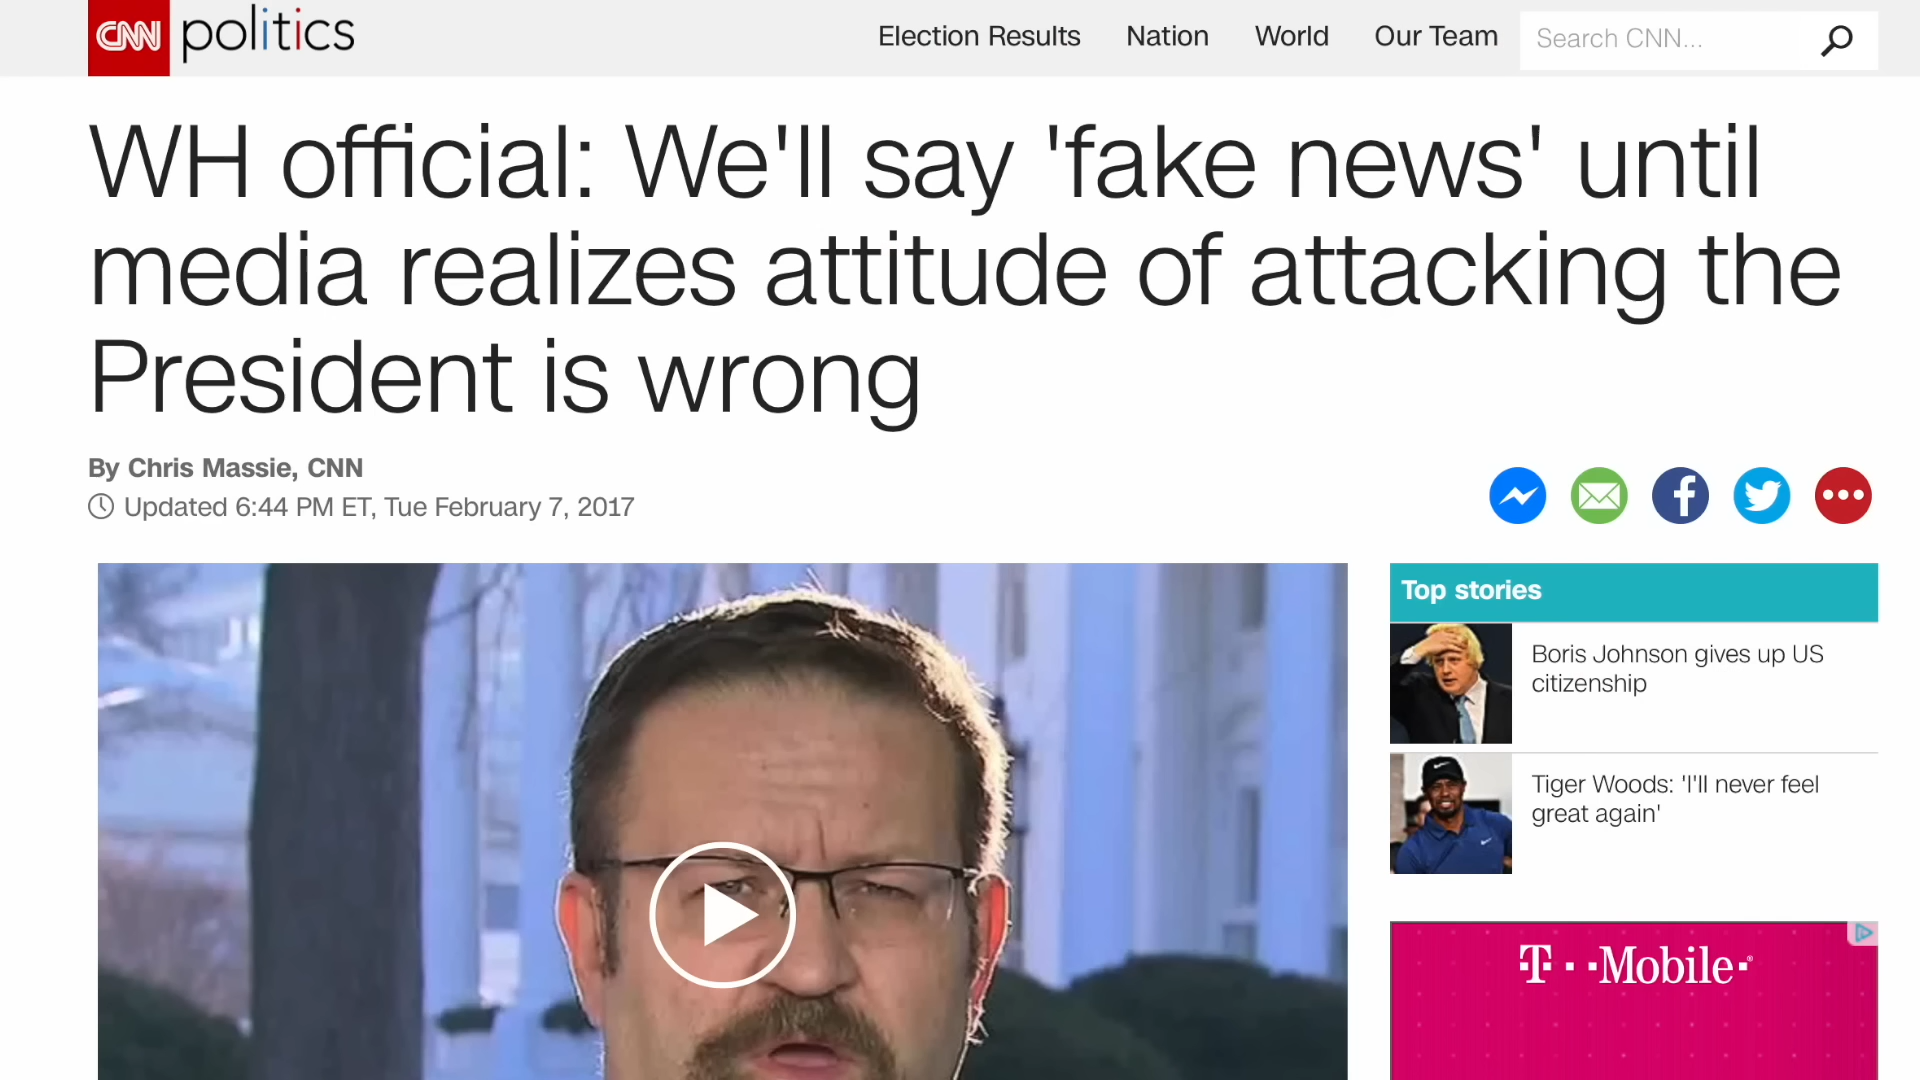 CNN politics
Election Results Nation World Our Team Search CNN...
WH official: We'll say 'fake news' until
media realizes attitude of attacking the
President is wrong
By Chris Massie, CNN
Updated 6:44 PM ET, Tue February 7, 2017
Top stories
Boris Johnson gives up US
citizenship
Tiger Woods: 'I'll never feel
great again'
T··Mobile·®